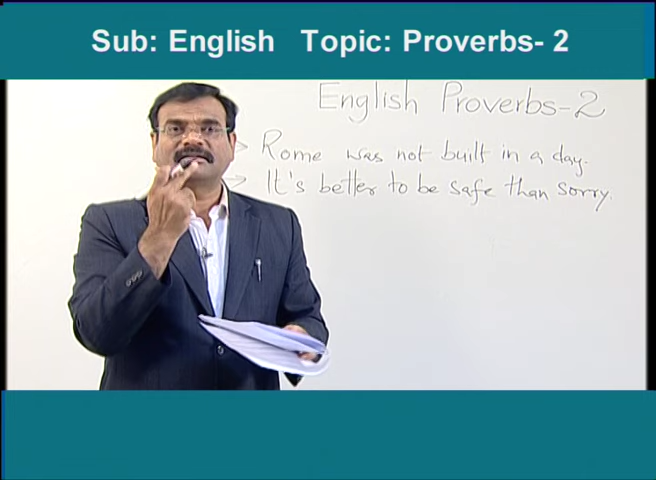 Sub: English Topic: Proverbs- 2
English Proverbs-2
→ Rome was not built in a day.
→ It's better to be safe than sorry.